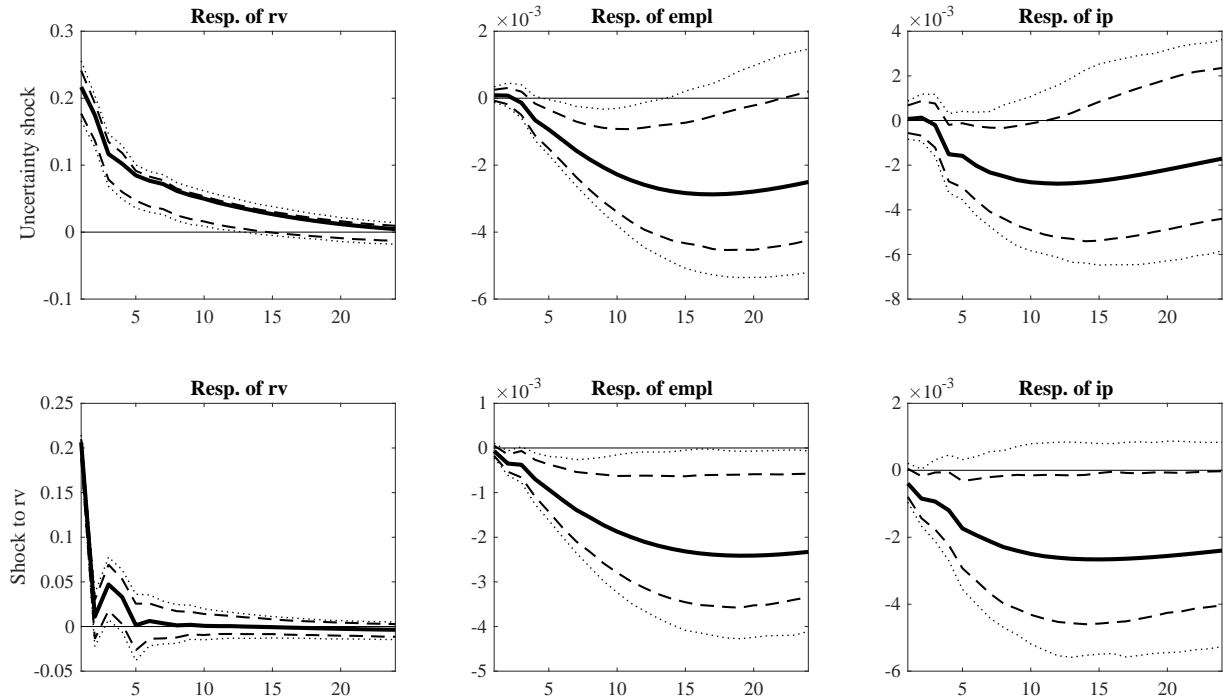 Resp. of rv
Resp. of empl
Resp. of ip
Uncertainty shock
0.3
0.2
0.1
0
-0.1
5 10 15 20
×10-3
2
0
-2
-4
-6
5 10 15 20
×10-3
4
2
0
-2
-4
-6
-8
5 10 15 20
Resp. of rv
Resp. of empl
Resp. of ip
Shock to rv
0.25
0.2
0.15
0.1
0.05
0
-0.05
5 10 15 20
×10-3
1
0
-1
-2
-3
-4
-5
5 10 15 20
×10-3
2
0
-2
-4
-6
5 10 15 20